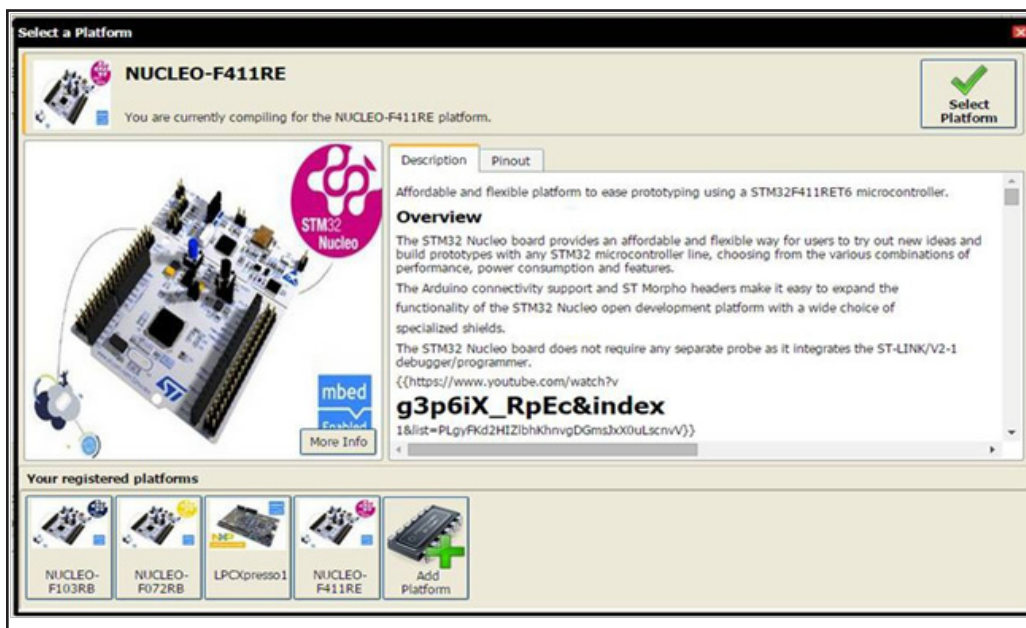 Select a Platform
NUCLEO-F411RE
You are currently compiling for the NUCLEO-F411RE platform.
Select
Platform
STM32
Nucleo
mbed
Enabled
More Info
Description Pinout
Affordable and flexible platform to ease prototyping using a STM32F411RET6 microcontroller.
Overview
The STM32 Nucleo board provides an affordable and flexible way for users to try out new ideas and
build prototypes with any STM32 microcontroller line, choosing from the various combinations of
performance, power consumption and features.
The Arduino connectivity support and ST Morpho headers make it easy to expand the
functionality of the STM32 Nucleo open development platform with a wide choice of
specialized shields.
The STM32 Nucleo board does not require any separate probe as it integrates the ST-LINK/V2-1
debugger/programmer.
{{https://www.youtube.com/watch?v
g3p6iX_RpEc&index
Your registered platforms
NUCLEO-
F103RB
NUCLEO-
F072RB
LPCXpresso1
NUCLEO-
F411RE
Add
Platform